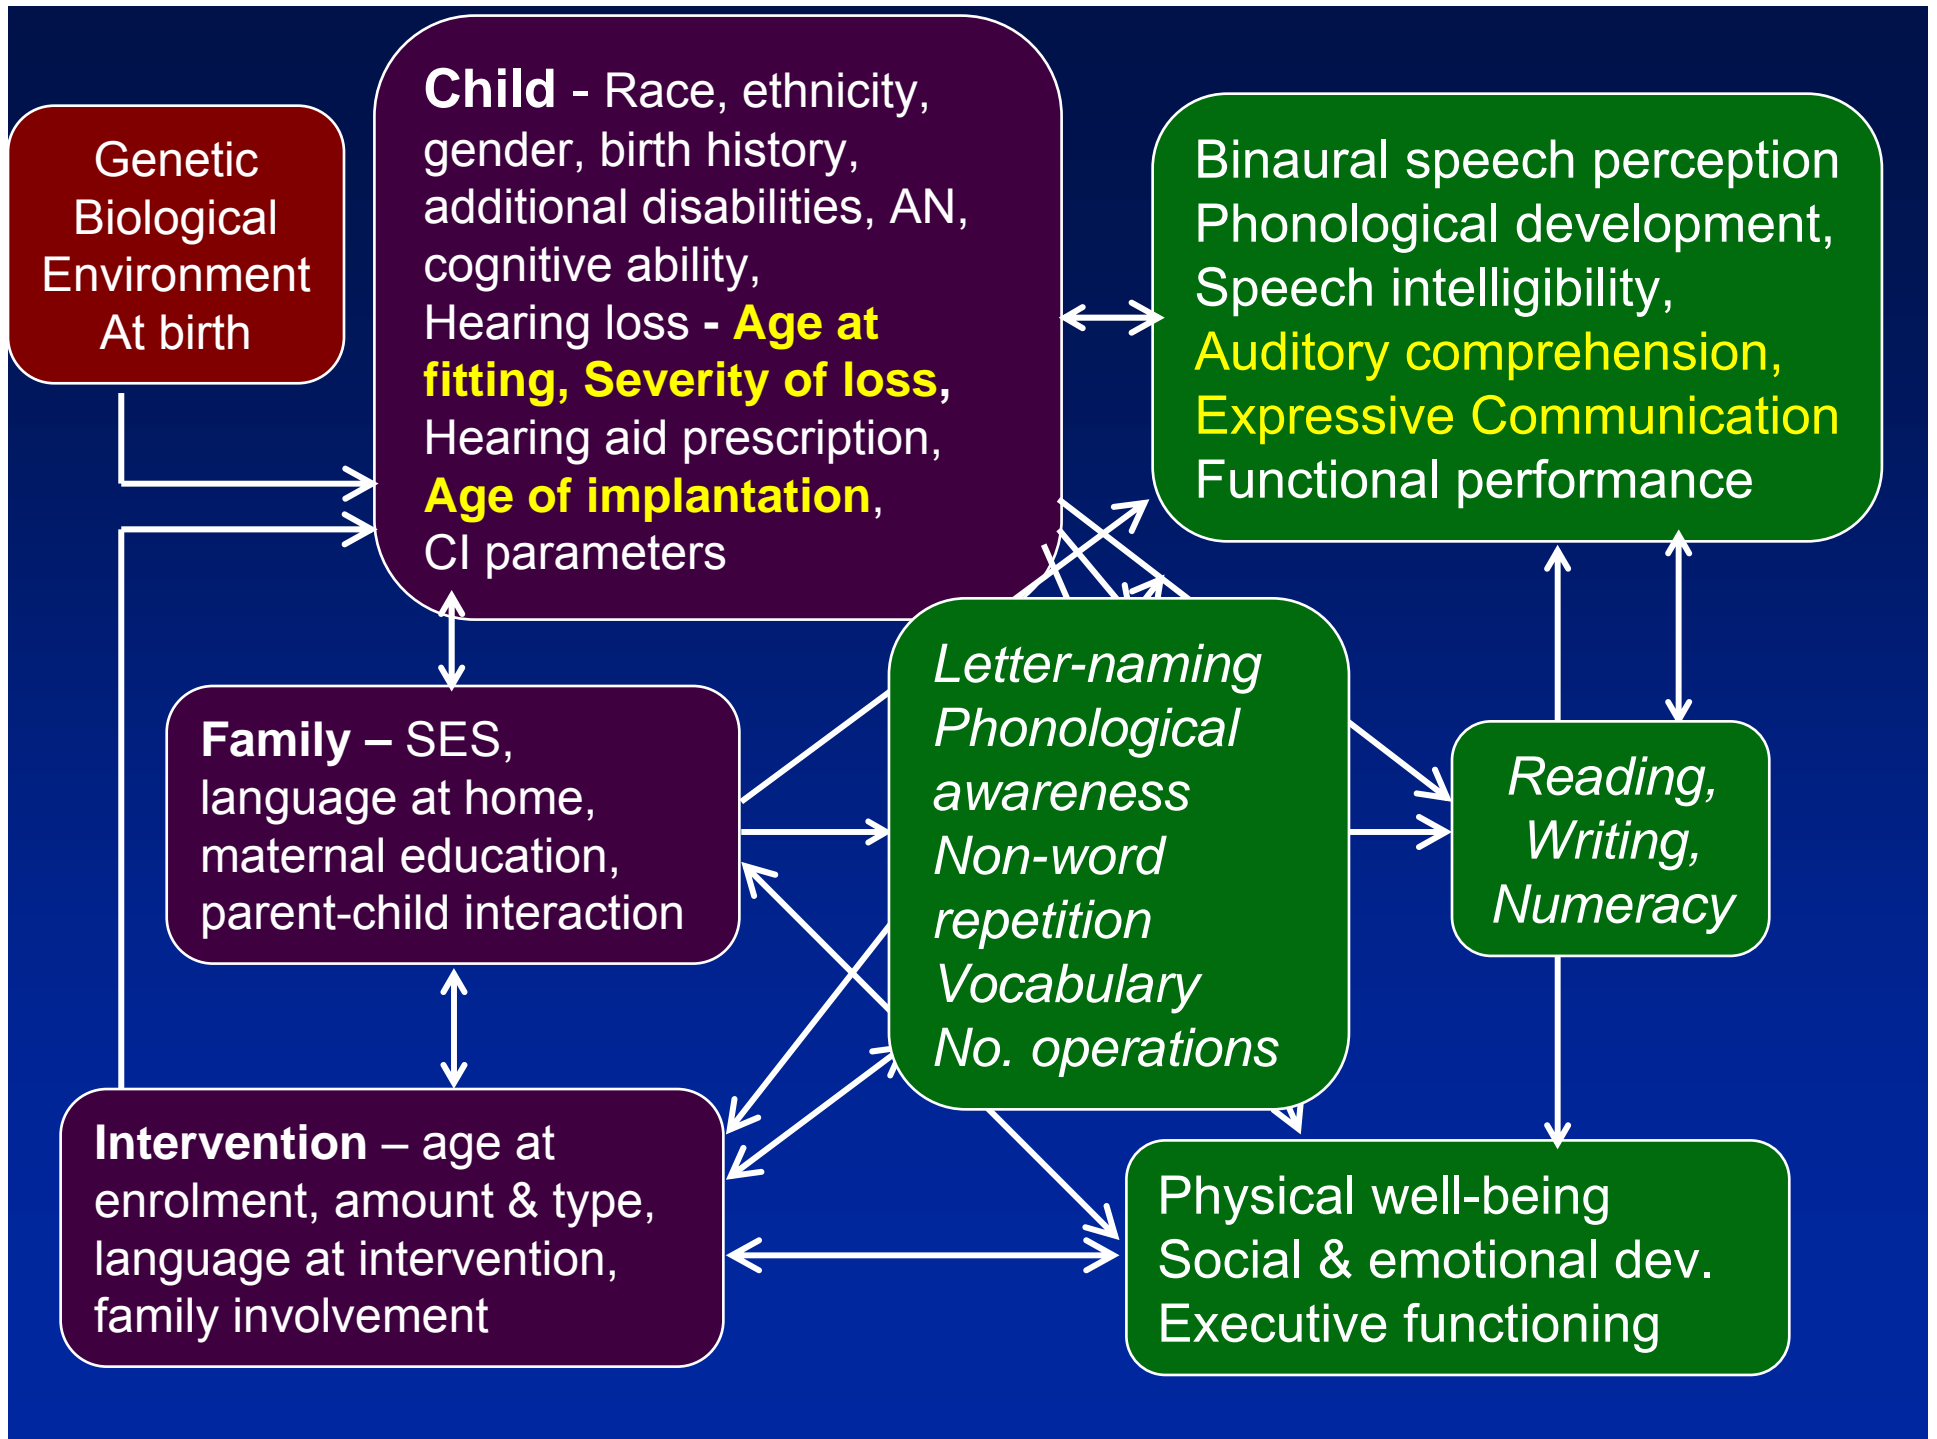 Genetic
Biological
Environment
At birth
Child - Race, ethnicity,
gender, birth history,
additional disabilities, AN,
cognitive ability,
Hearing loss - Age at
fitting, Severity of loss,
Hearing aid prescription,
Age of implantation,
CI parameters
Binaural speech perception
Phonological development,
Speech intelligibility,
Auditory comprehension,
Expressive Communication
Functional performance
Family – SES,
language at home,
maternal education,
parent-child interaction
Letter-naming
Phonological
awareness
Non-word
repetition
Vocabulary
No. operations
Reading,
Writing,
Numeracy
Intervention – age at
enrolment, amount & type,
language at intervention,
family involvement
Physical well-being
Social & emotional dev.
Executive functioning